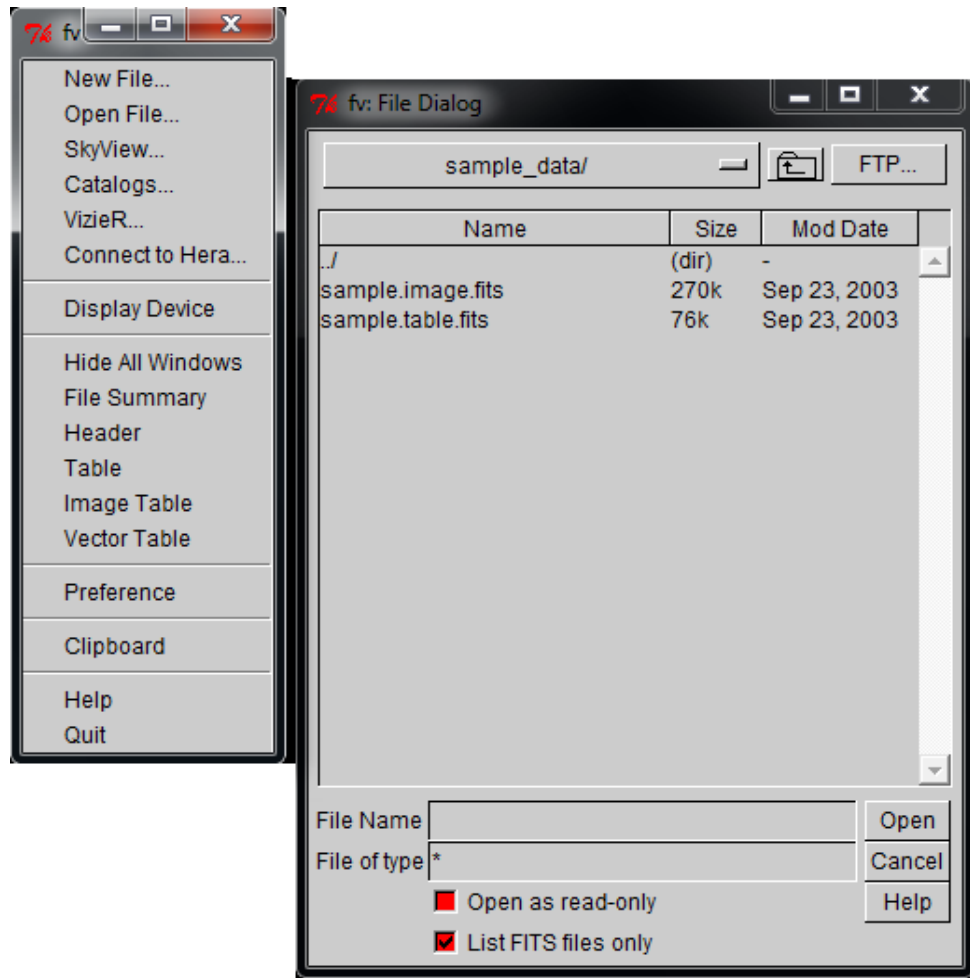 fv
New File...
Open File...
SkyView...
Catalogs...
VizieR...
Connect to Hera...
Display Device
Hide All Windows
File Summary
Header
Table
Image Table
Vector Table
Preference
Clipboard
Help
Quit
fv: File Dialog
sample_data/ FTP...
Name Size Mod Date
../ (dir) -
sample.image.fits 270k Sep 23, 2003
sample.table.fits 76k Sep 23, 2003
File Name Open
File of type * Cancel
Open as read-only Help
List FITS files only